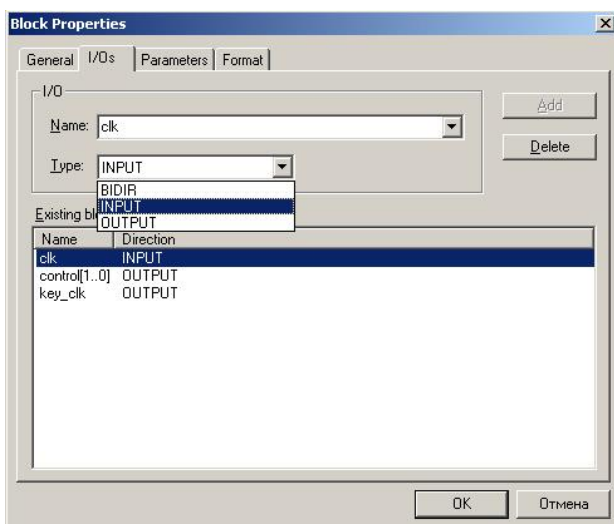 Block Properties
General I/Os Parameters Format
I/O
Add
Name: clk
Delete
Type: INPUT
BIDIR
INPUT
OUTPUT
Existing bl
Name Direction
clk INPUT
control[1..0] OUTPUT
key_clk OUTPUT
OK Отмена